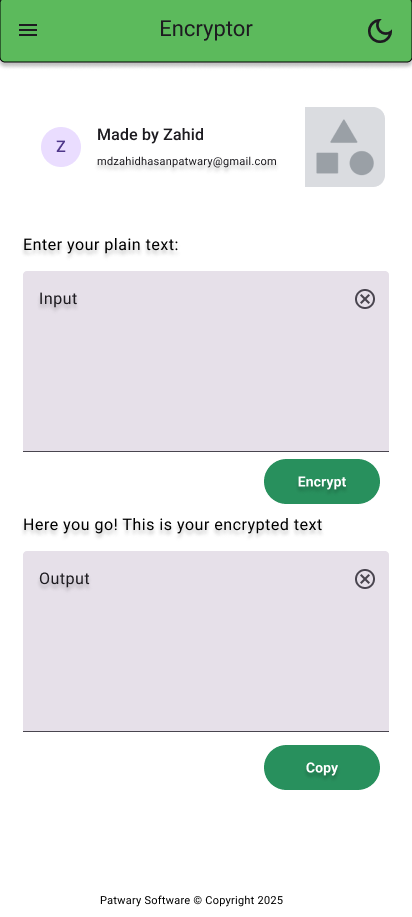 Encryptor
Z
Made by Zahid
mdzahidhasanpatwary@gmail.com
Enter your plain text:
Input
Encrypt
Here you go! This is your encrypted text
Output
Copy
Patwary Software © Copyright 2025